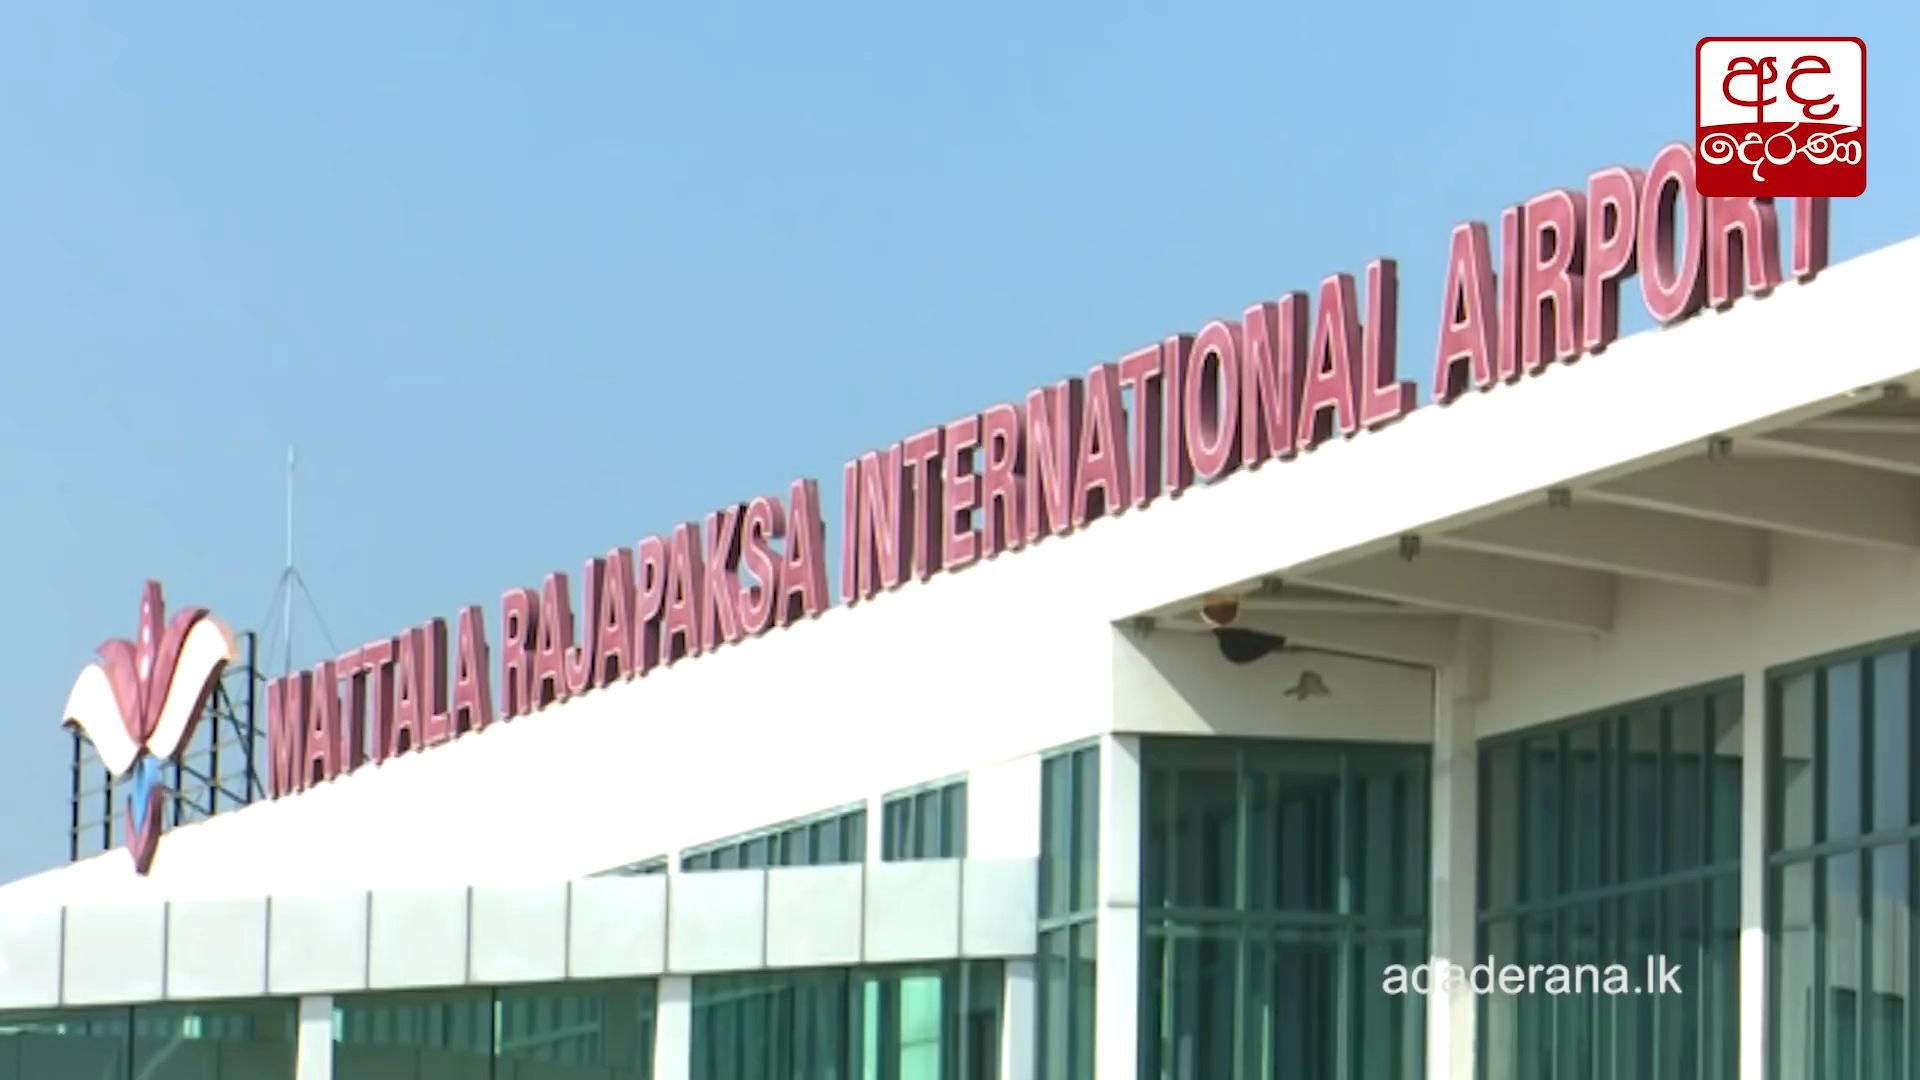 අද
දෙරණ
MATTALA RAJAPAKSA INTERNATIONAL AIRPORT
adaderana.lk